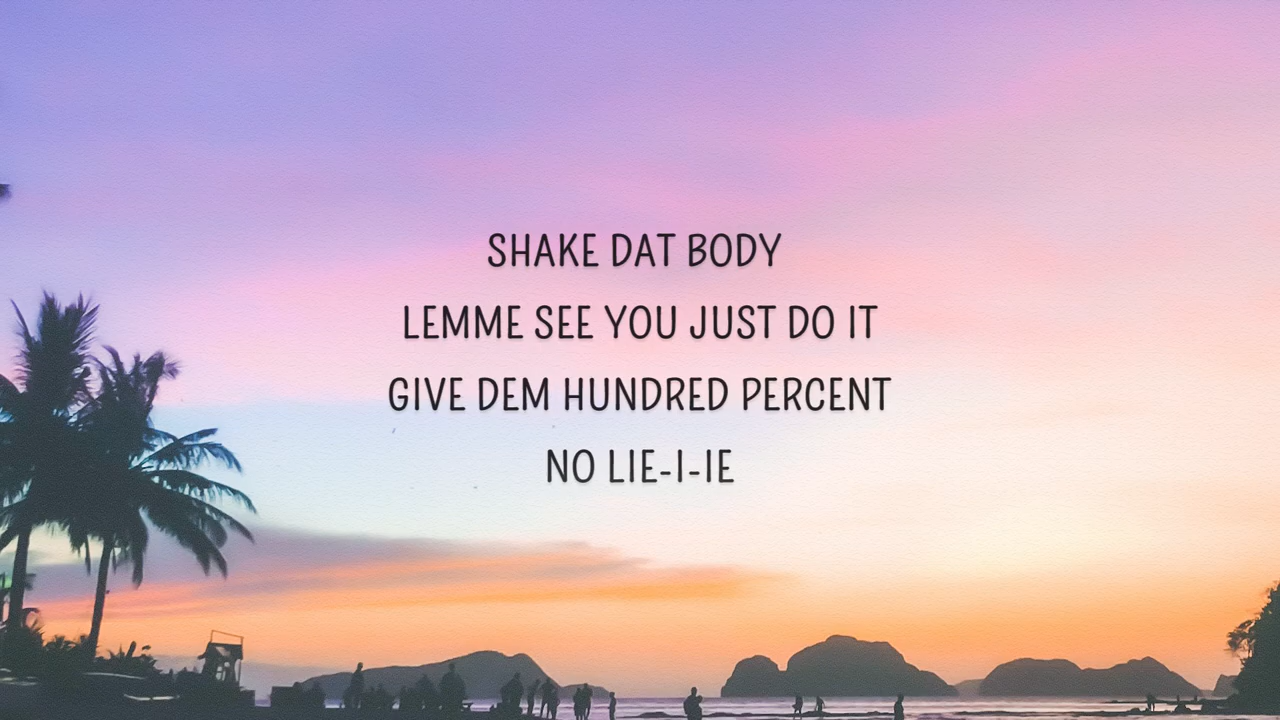 SHAKE DAT BODY
LEMME SEE YOU JUST DO IT
GIVE DEM HUNDRED PERCENT
NO LIE-I-IE